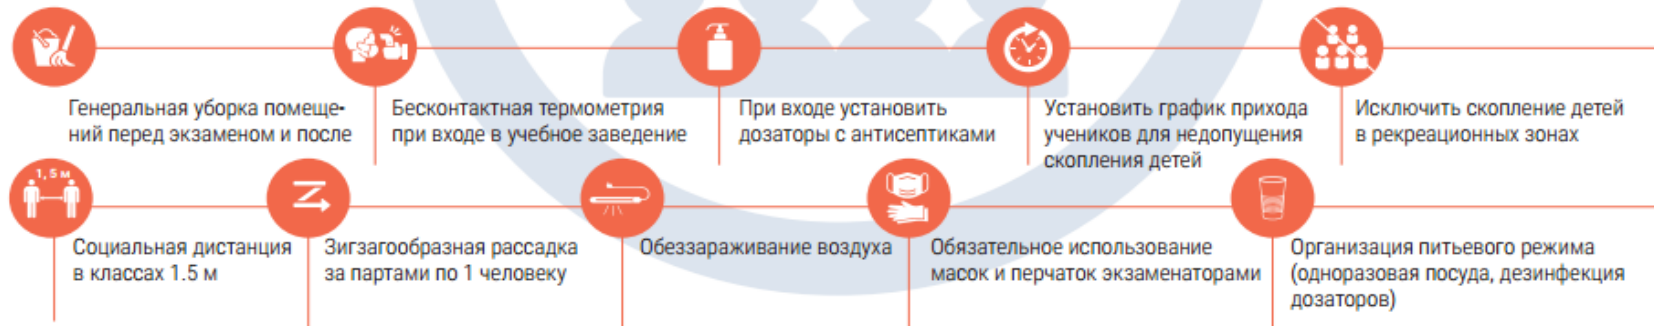 Генеральная уборка помеще-
ний перед экзаменом и после
Бесконтактная термометрия
при входе в учебное заведение
При входе установить
дозаторы с антисептиками
Установить график прихода
учеников для недопущения
скопления детей
Исключить скопление детей
в рекреационных зонах
1, 5 м
Социальная дистанция
в классах 1.5 м
Зигзагообразная рассадка
за партами по 1 человеку
Обеззараживание воздуха
Обязательное использование
масок и перчаток экзаменаторами
Организация питьевого режима
(одноразовая посуда, дезинфекция
дозаторов)